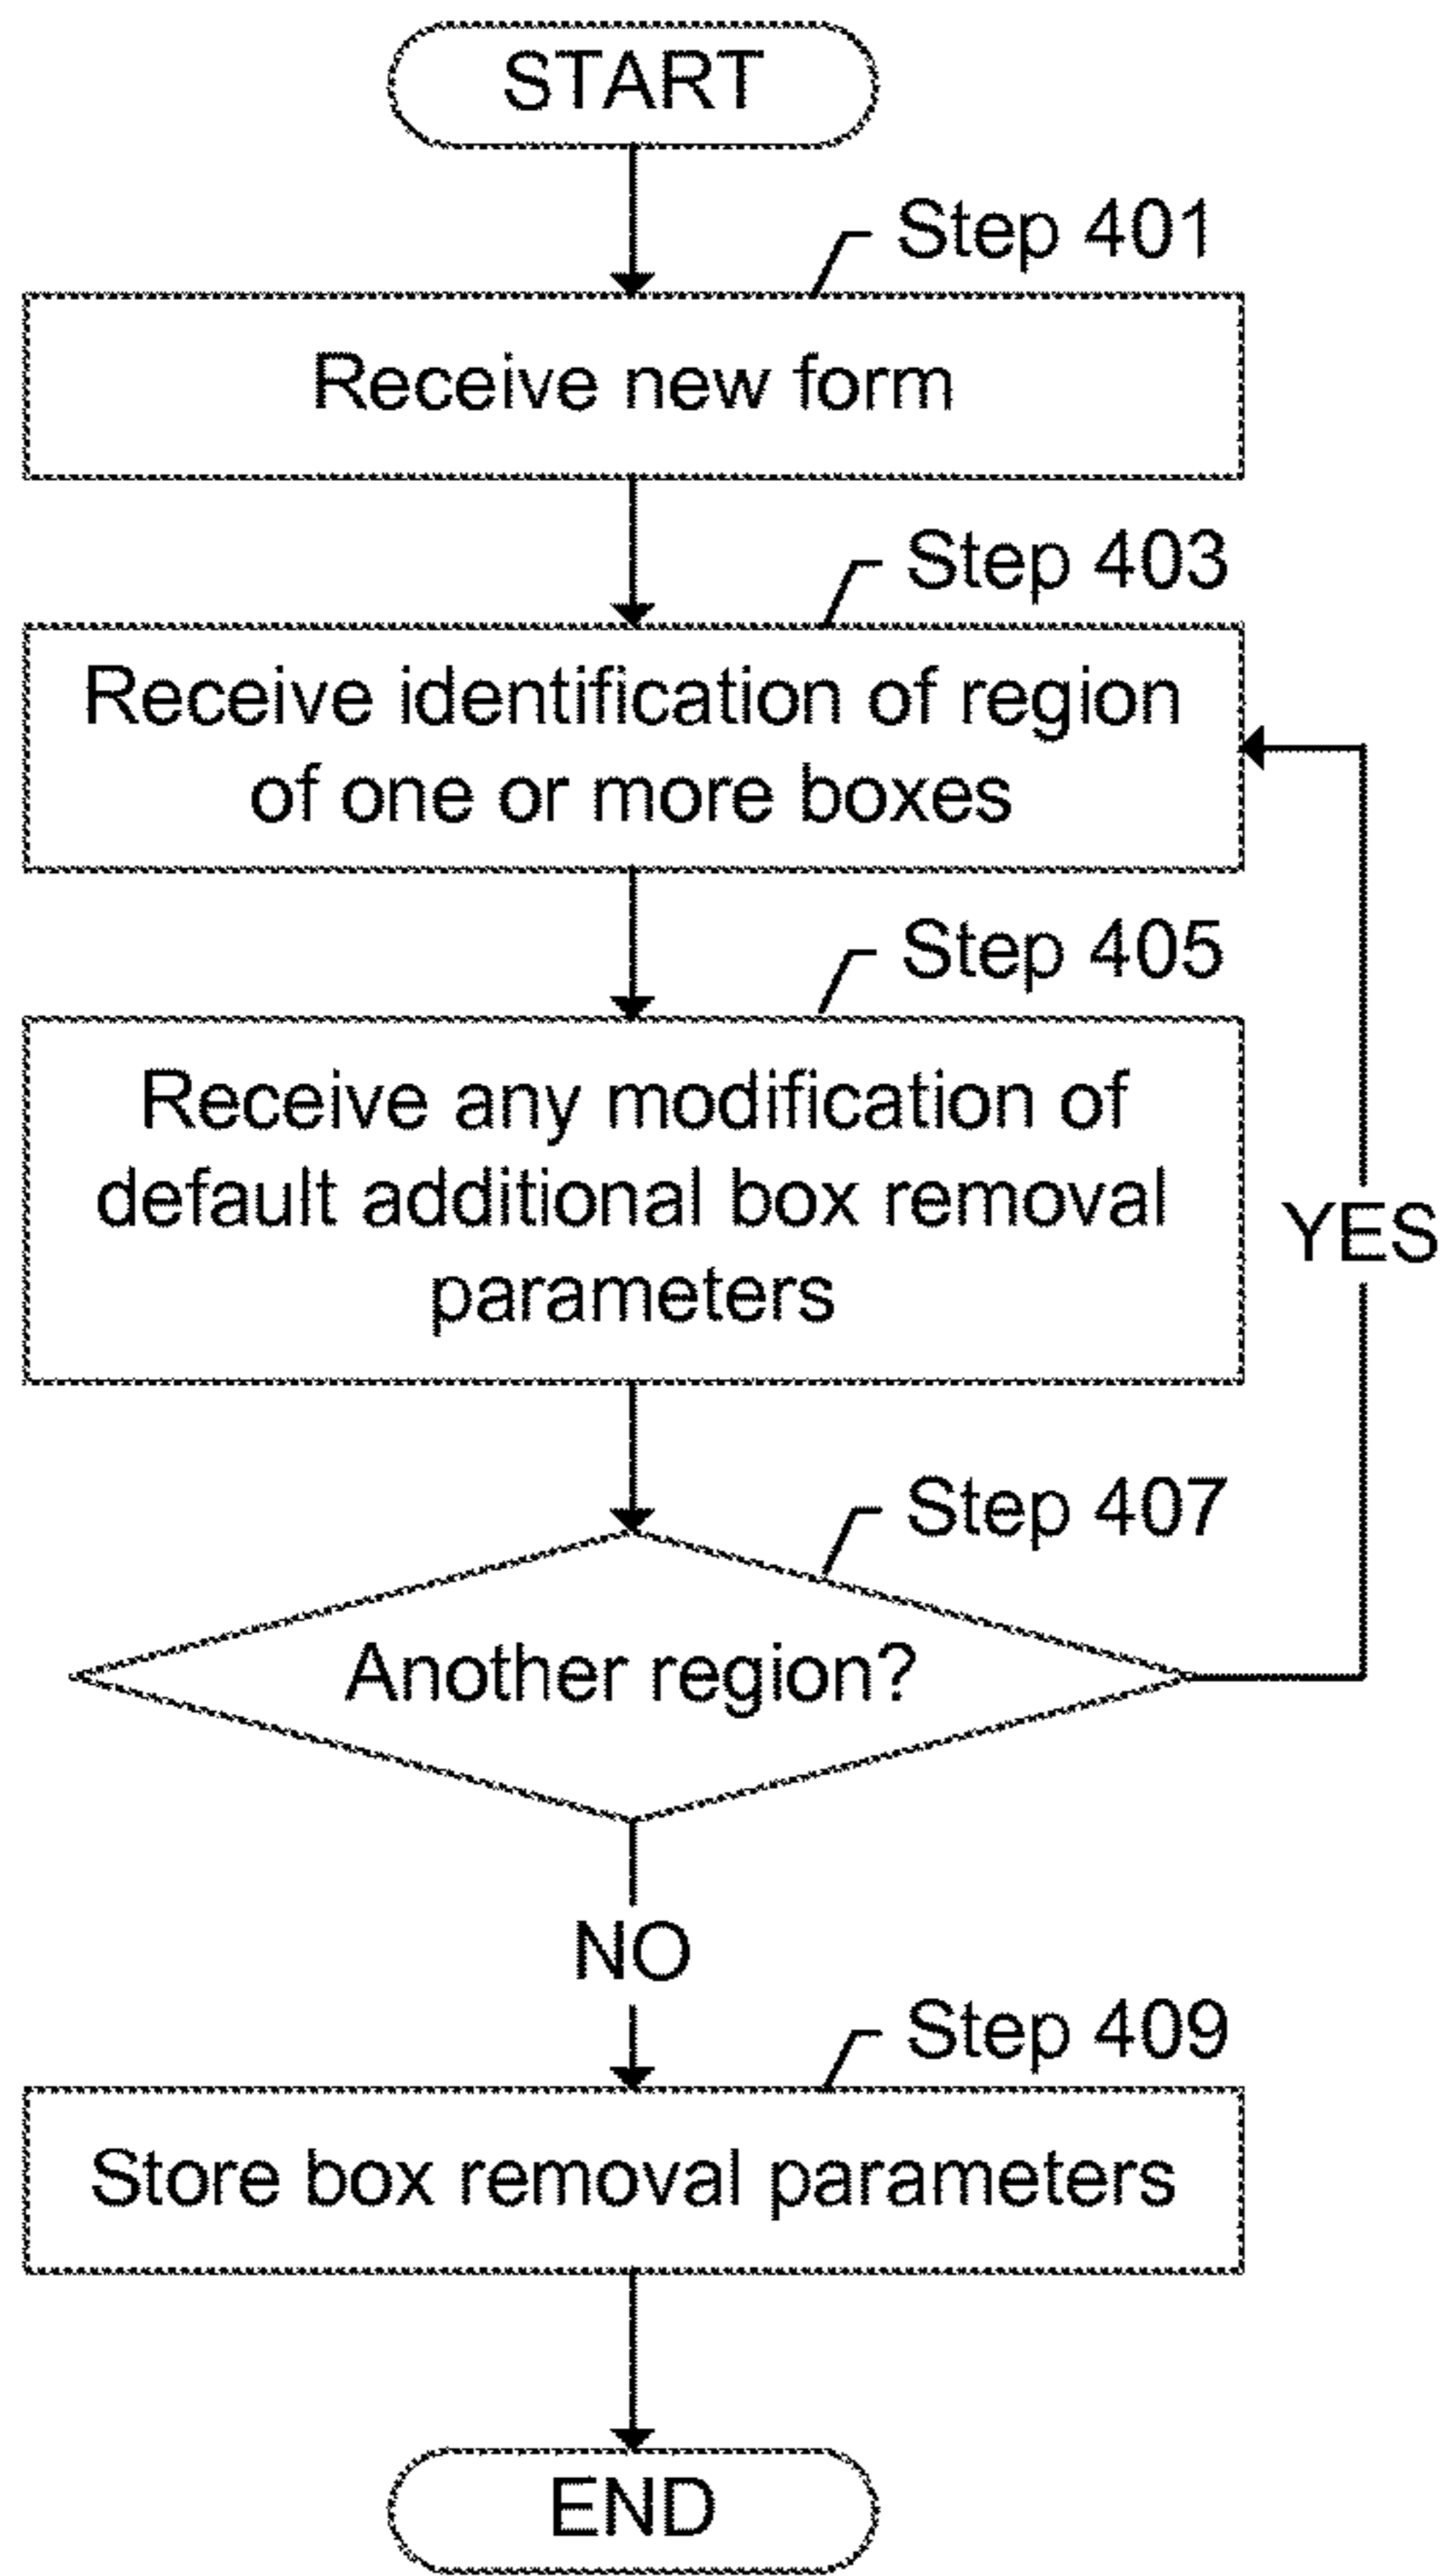 START
Step 401
Receive new form
Step 403
Receive identification of region
of one or more boxes
Step 405
Receive any modification of
default additional box removal
parameters
YES
Step 407
Another region?
NO
Step 409
Store box removal parameters
END